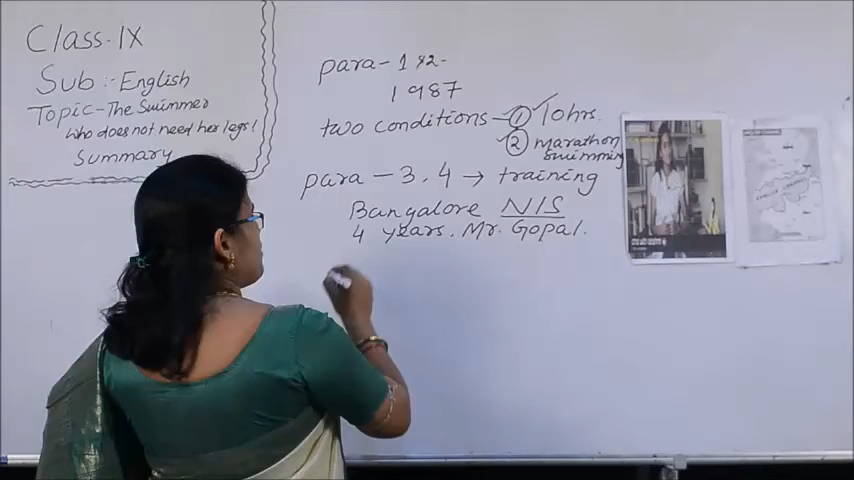 Class-IX
Sub :- English
Topic - The Swimmer
who does not need her legs!
Summary
para - 1 & 2 -
1987
two conditions - ① 10hrs.
② marathon
swimming
para - 3. 4 → training
Bangalore NIS
4 years. Mr. Gopal.